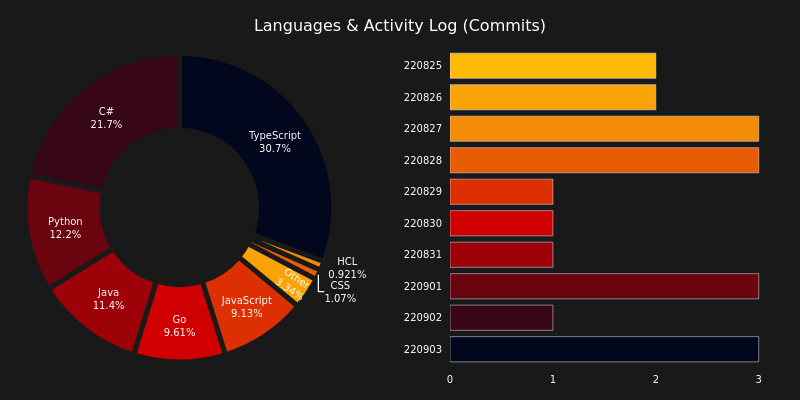 Languages & Activity Log (Commits)
C#
21.7%
TypeScript
30.7%
Python
12.2%
Java
11.4%
Go
9.61%
JavaScript
9.13%
Other
3.34%
HCL
0.921%
CSS
1.07%
220825
220826
220827
220828
220829
220830
220831
220901
220902
220903
0 1 2 3